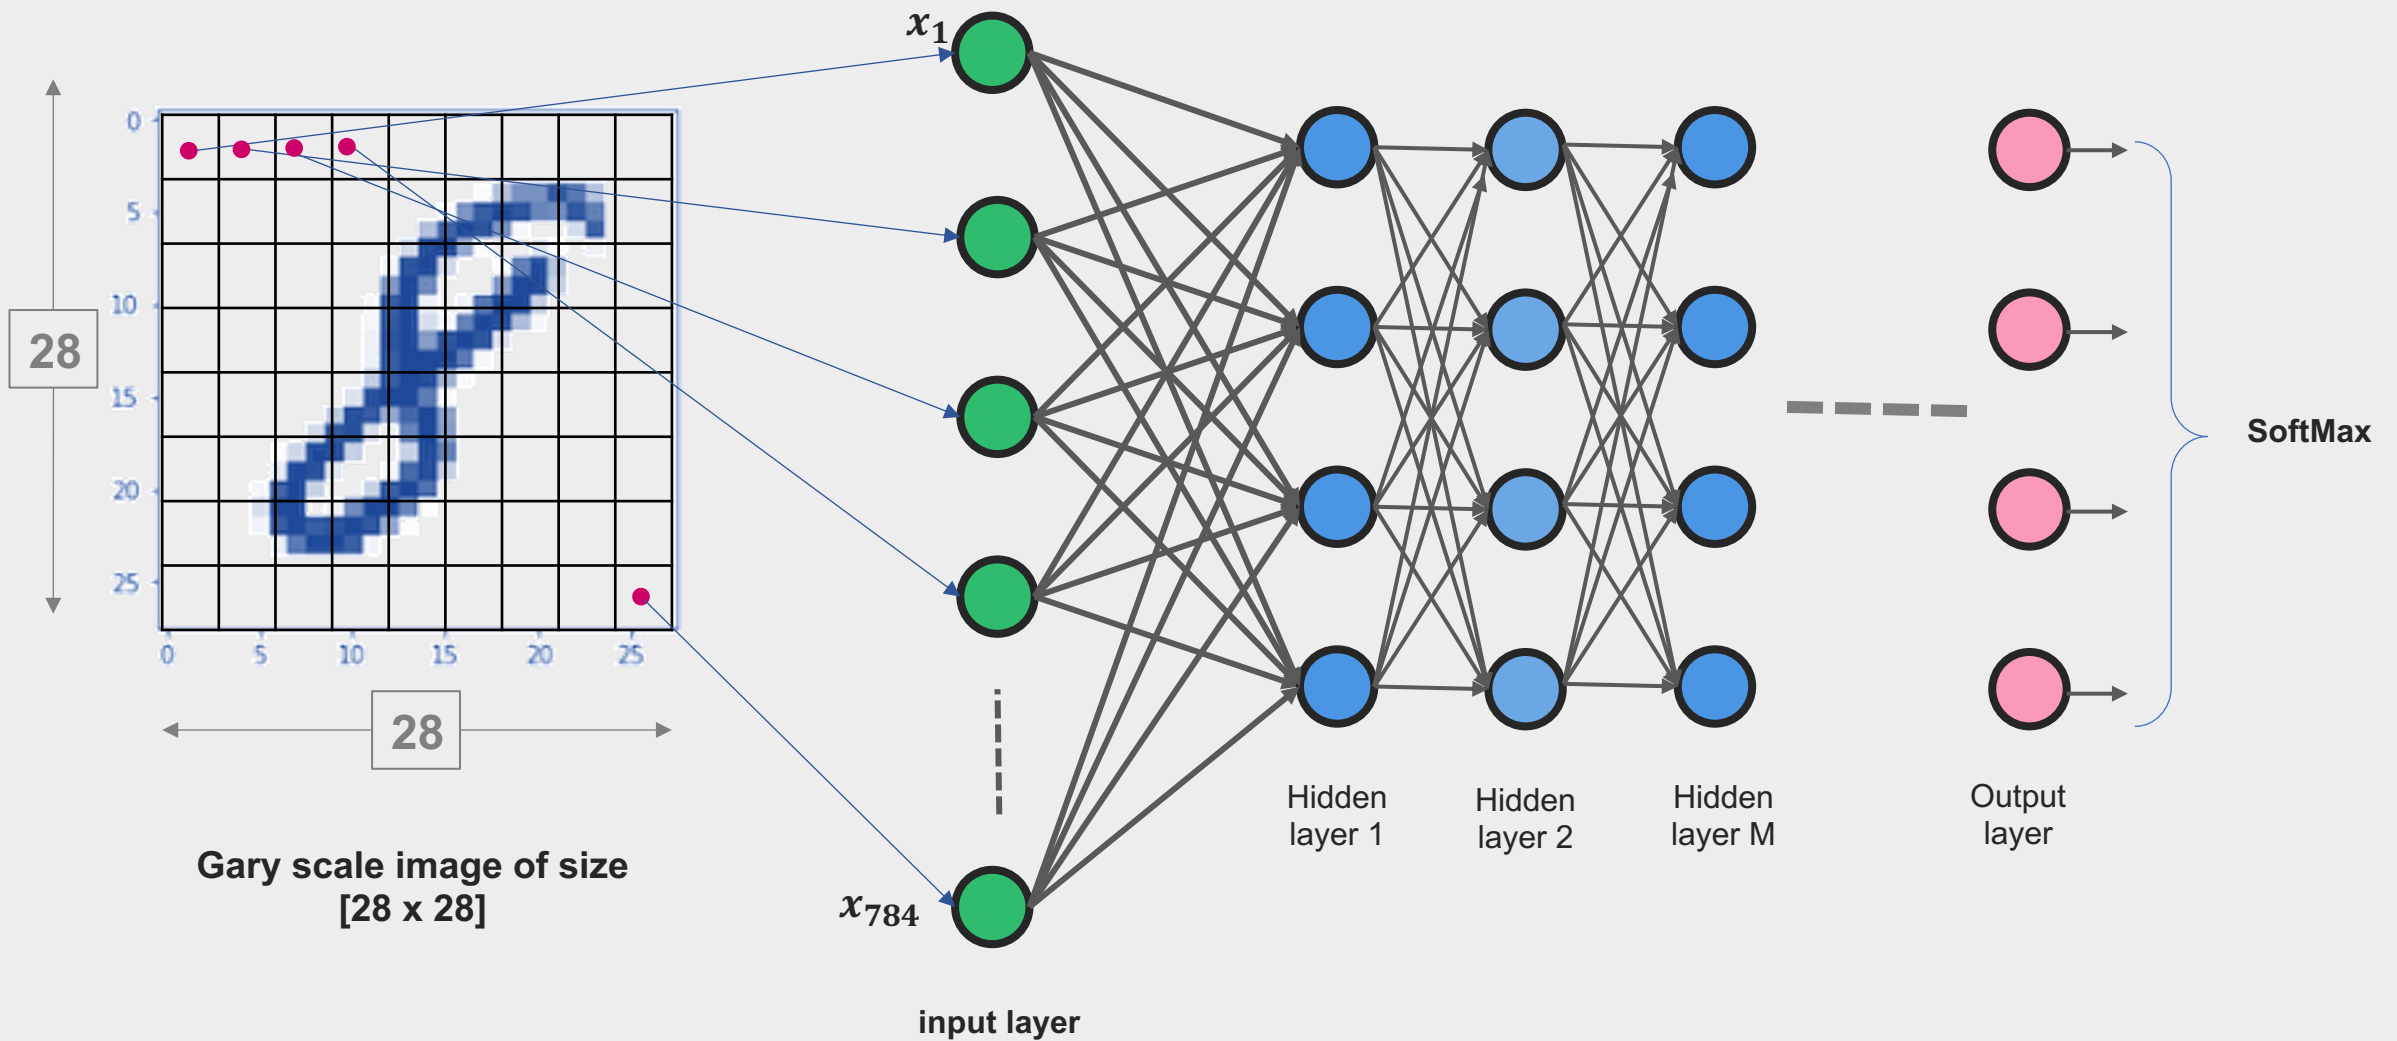 x₁
0
5
10
15
20
25
0 5 10 15 20 25
28
28
Gary scale image of size
[28 x 28]
x₇₈₄
input layer
Hidden
layer 1
Hidden
layer 2
Hidden
layer M
Output
layer
SoftMax